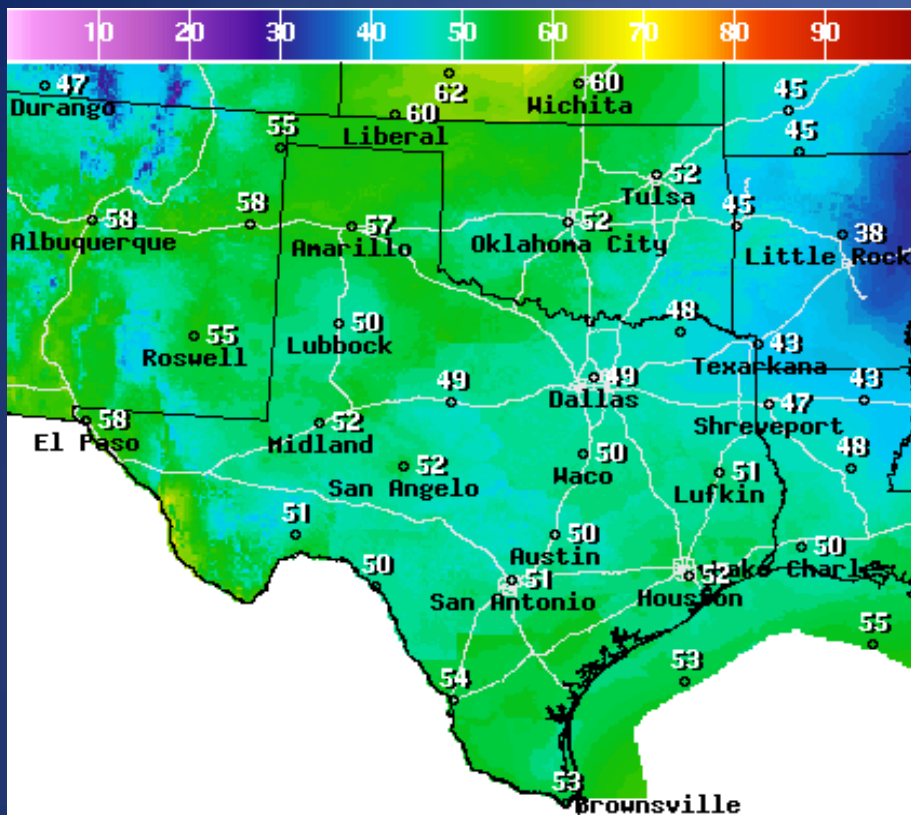 10 20 30 40 50 60 70 80 90
47
Durango
62
60
Liberal
60
Wichita
45
45
55
52
Tulsa
58
Albuquerque
58
57
Amarillo
52
Oklahoma City
45
38
Little Rock
55
Roswell
50
Lubbock
48
43
Texarkana
49
49
Dallas
47
Shreveport
43
58
El Paso
52
Midland
52
San Angelo
50
Waco
51
Lufkin
48
51
50
50
Austin
51
San Antonio
52
Houston
50
Lake Charles
55
53
54
53
Brownsville